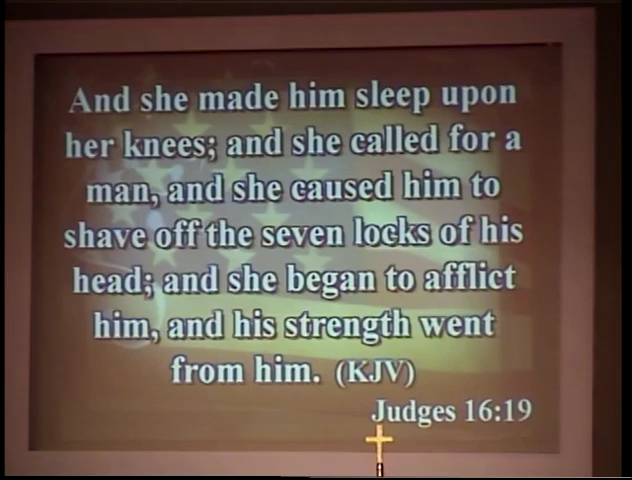 And she made him sleep upon
her knees; and she called for a
man, and she caused him to
shave off the seven locks of his
head; and she began to afflict
him, and his strength went
from him. (KJV)
Judges 16:19